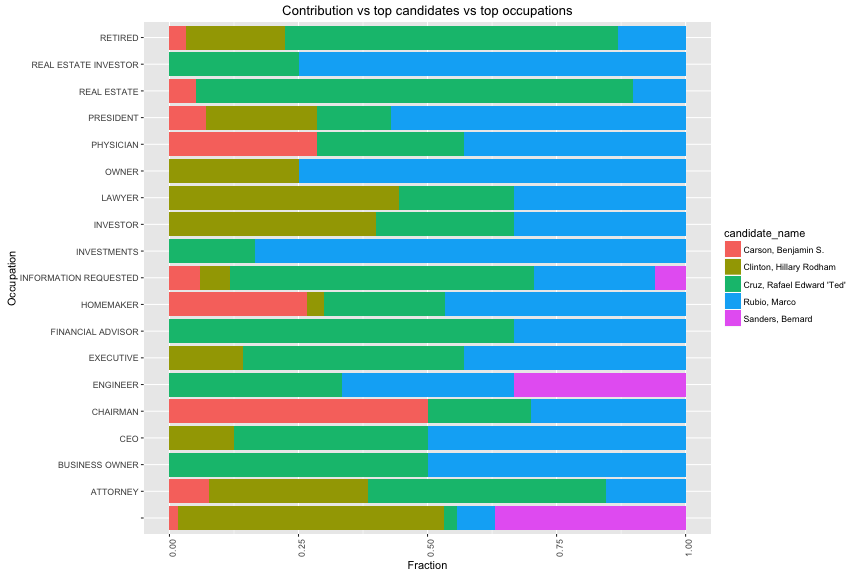 Contribution vs top candidates vs top occupations
RETIRED
REAL ESTATE INVESTOR
REAL ESTATE
PRESIDENT
PHYSICIAN
OWNER
LAWYER
INVESTOR
INVESTMENTS
INFORMATION REQUESTED
HOMEMAKER
FINANCIAL ADVISOR
EXECUTIVE
ENGINEER
CHAIRMAN
CEO
BUSINESS OWNER
ATTORNEY
Occupation
0.00
0.25
0.50
0.75
1.00
Fraction
candidate_name
Carson, Benjamin S.
Clinton, Hillary Rodham
Cruz, Rafael Edward 'Ted'
Rubio, Marco
Sanders, Bernard